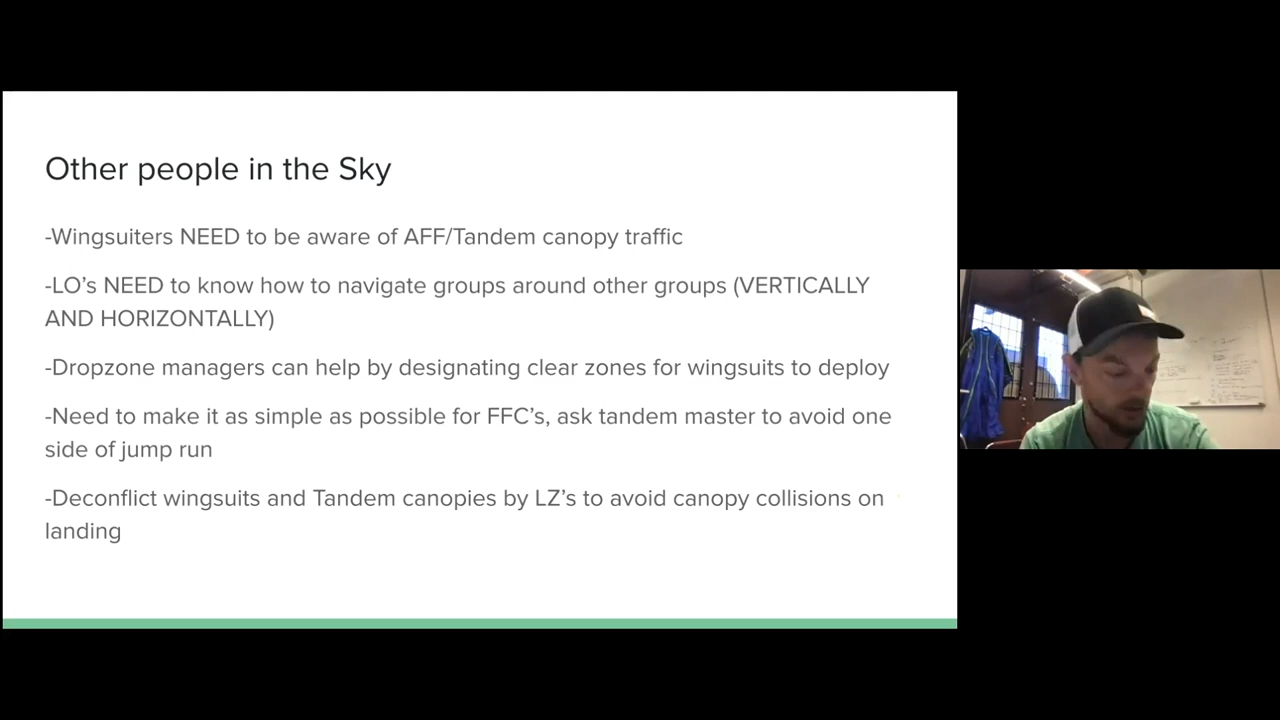 Other people in the Sky
-Wingsuiters NEED to be aware of AFF/Tandem canopy traffic
-LO’s NEED to know how to navigate groups around other groups (VERTICALLY
AND HORIZONTALLY)
-Dropzone managers can help by designating clear zones for wingsuits to deploy
-Need to make it as simple as possible for FFC’s, ask tandem master to avoid one
side of jump run
-Deconflict wingsuits and Tandem canopies by LZ’s to avoid canopy collisions on
landing